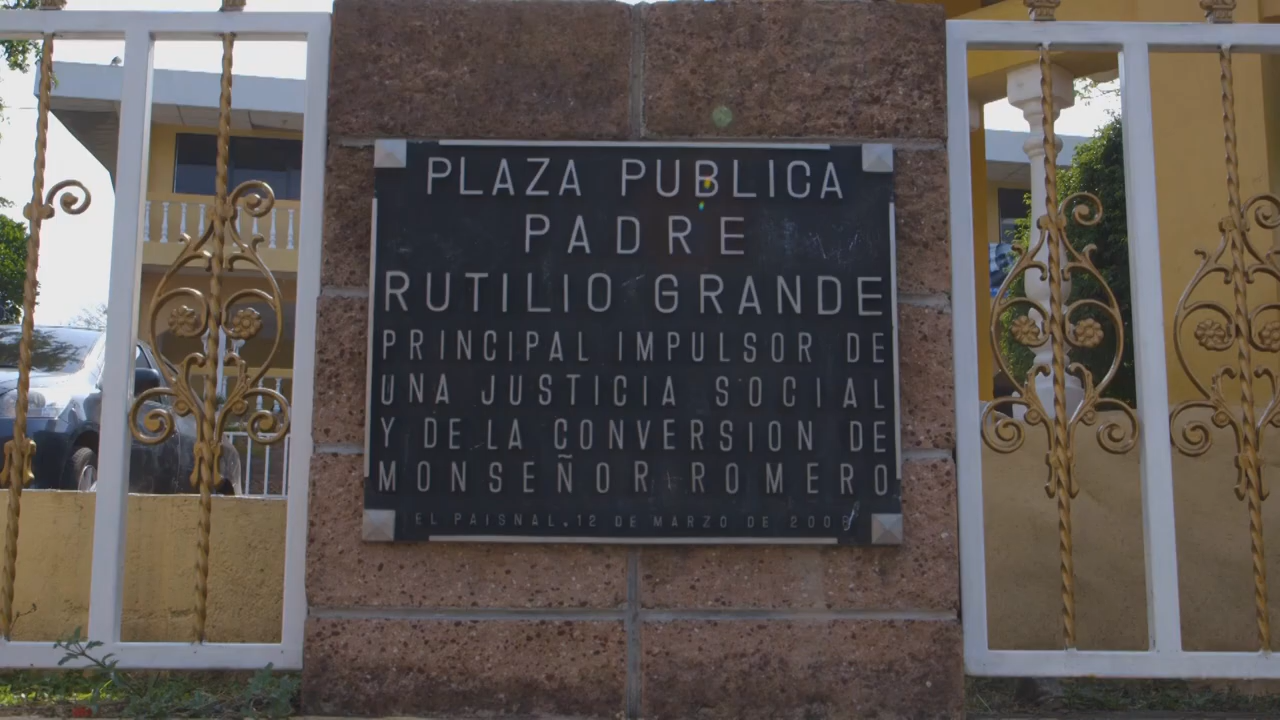 PLAZA PUBLICA
PADRE
RUTILIO GRANDE
PRINCIPAL IMPULSOR DE
UNA JUSTICIA SOCIAL
Y DE LA CONVERSION DE
MONSEÑOR ROMERO
EL PAISNAL, 12 DE MARZO DE